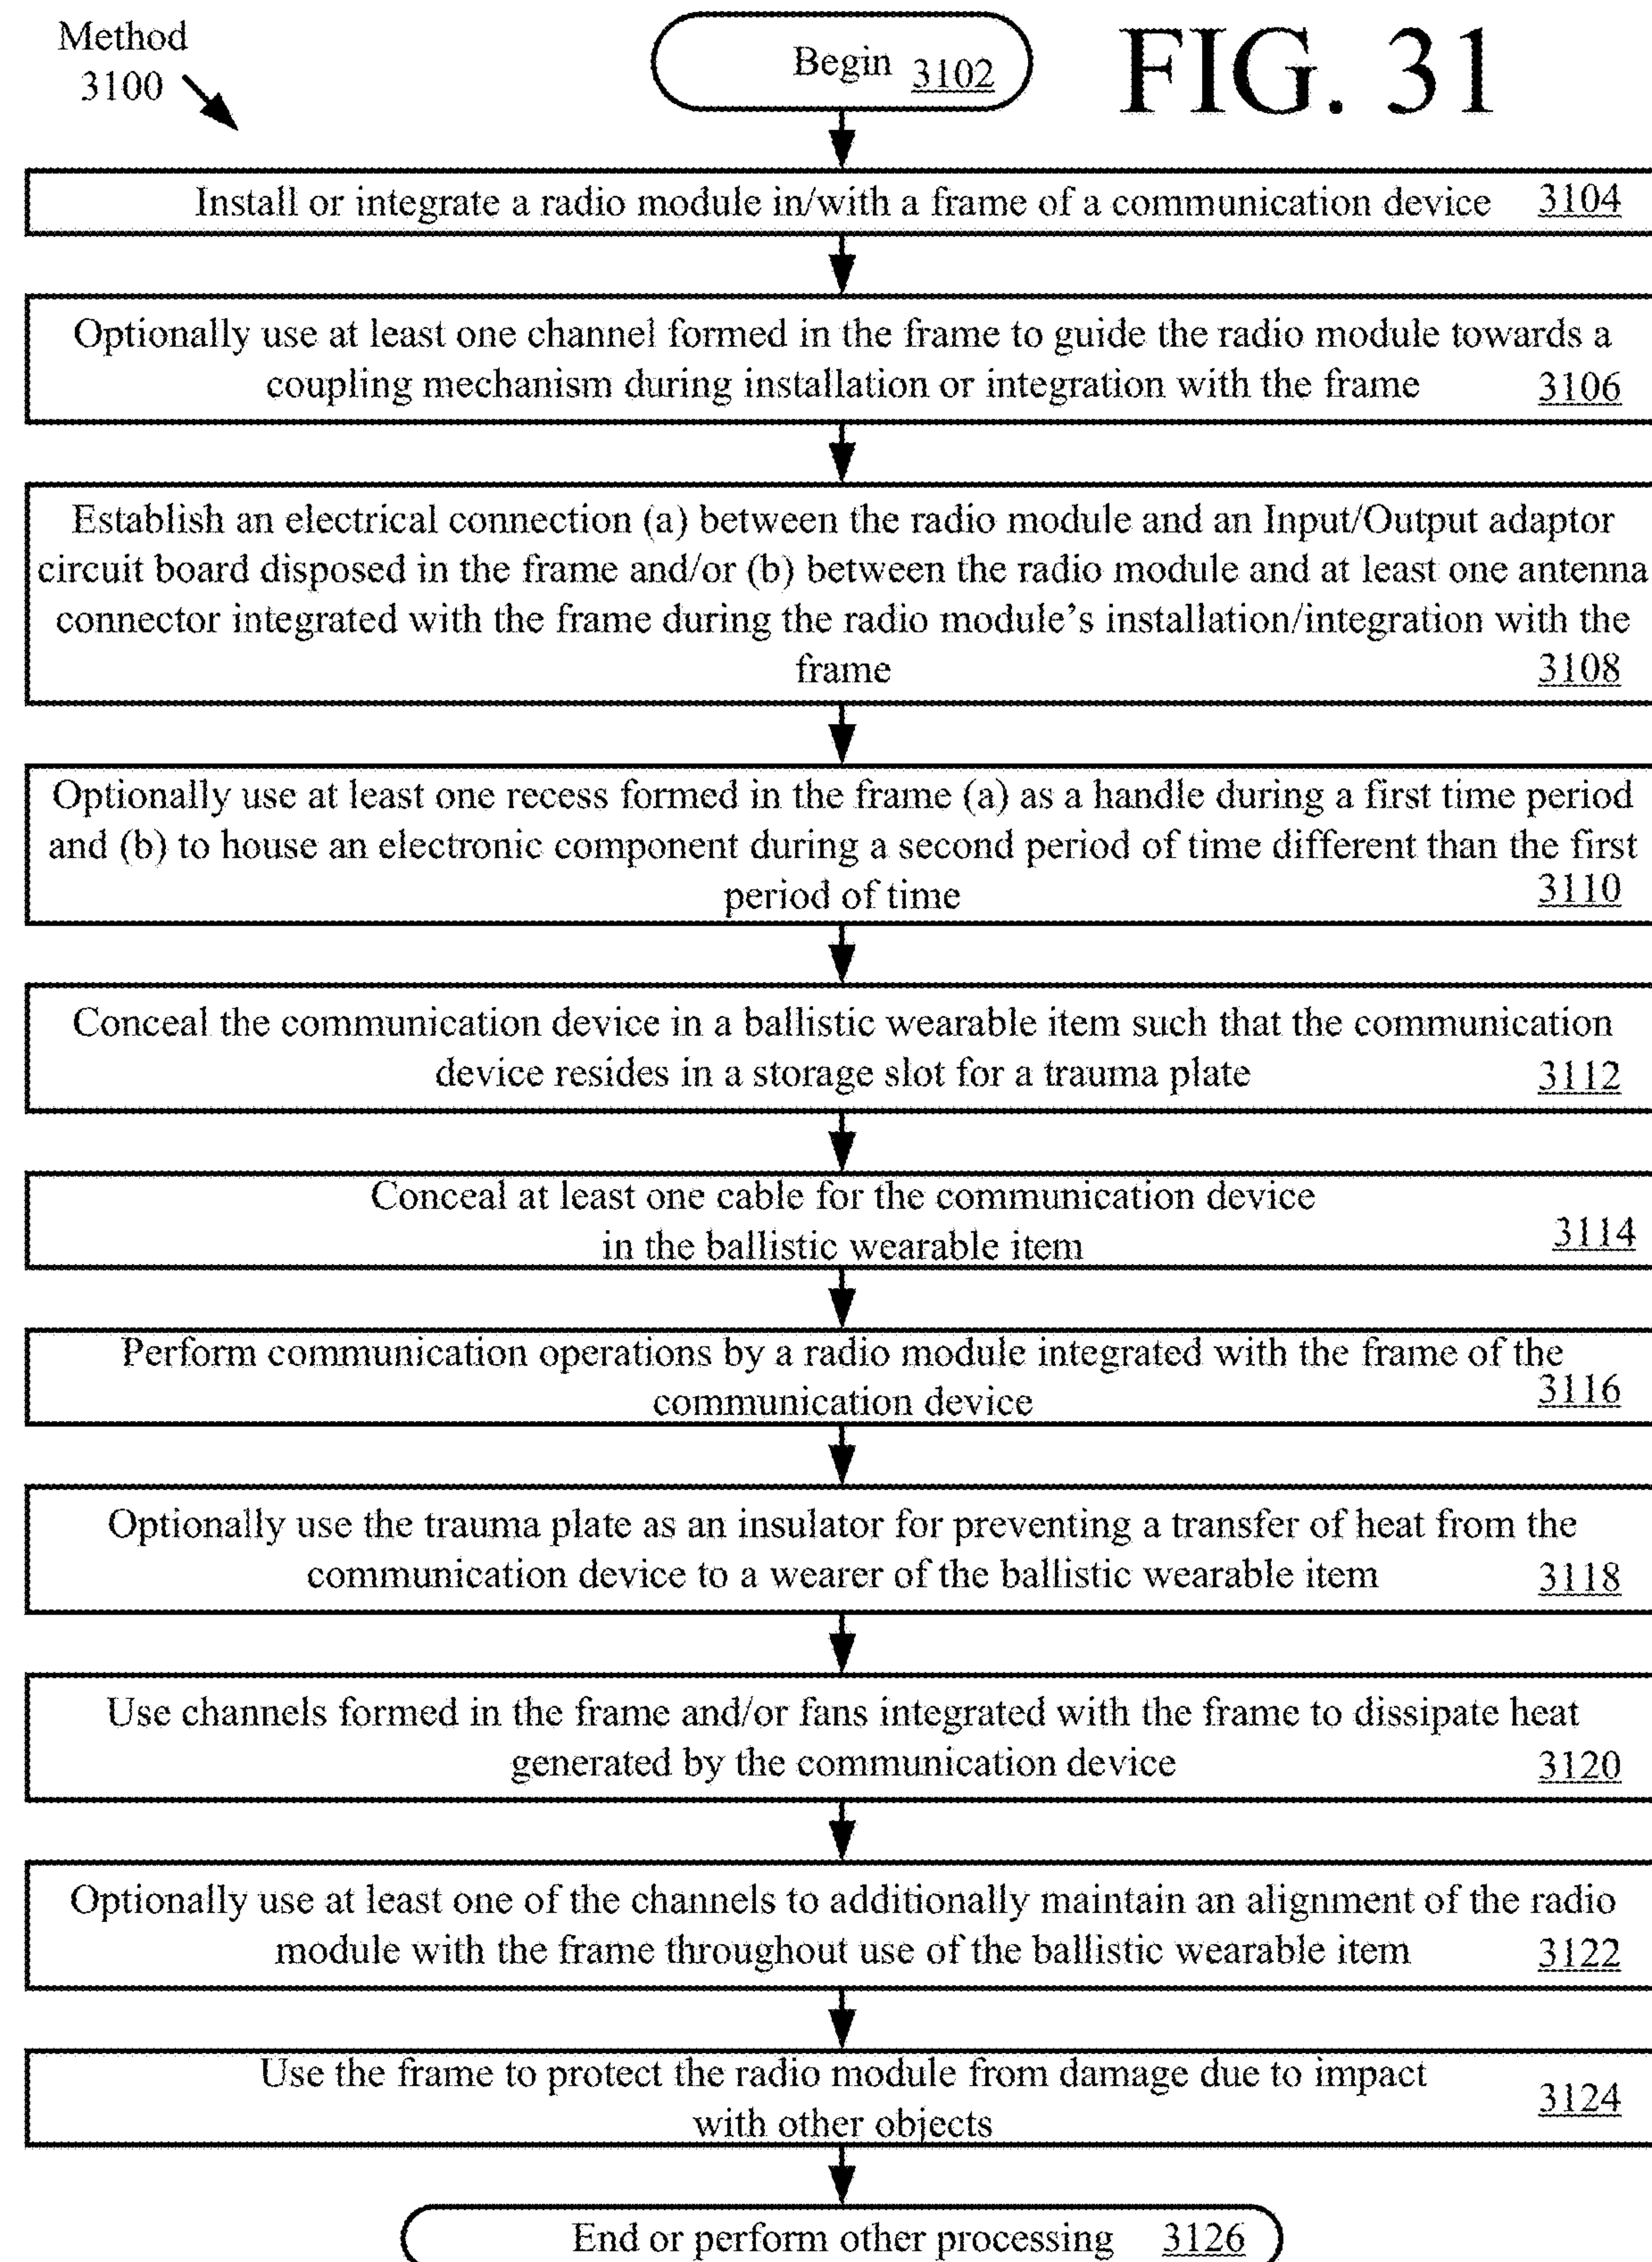 Method
3100
Begin 3102
FIG. 31
Install or integrate a radio module in/with a frame of a communication device 3104
Optionally use at least one channel formed in the frame to guide the radio module towards a
coupling mechanism during installation or integration with the frame 3106
Establish an electrical connection (a) between the radio module and an Input/Output adaptor
circuit board disposed in the frame and/or (b) between the radio module and at least one antenna
connector integrated with the frame during the radio module's installation/integration with the
frame 3108
Optionally use at least one recess formed in the frame (a) as a handle during a first time period
and (b) to house an electronic component during a second period of time different than the first
period of time 3110
Conceal the communication device in a ballistic wearable item such that the communication
device resides in a storage slot for a trauma plate 3112
Conceal at least one cable for the communication device
in the ballistic wearable item 3114
Perform communication operations by a radio module integrated with the frame of the
communication device 3116
Optionally use the trauma plate as an insulator for preventing a transfer of heat from the
communication device to a wearer of the ballistic wearable item 3118
Use channels formed in the frame and/or fans integrated with the frame to dissipate heat
generated by the communication device 3120
Optionally use at least one of the channels to additionally maintain an alignment of the radio
module with the frame throughout use of the ballistic wearable item 3122
Use the frame to protect the radio module from damage due to impact
with other objects 3124
End or perform other processing 3126